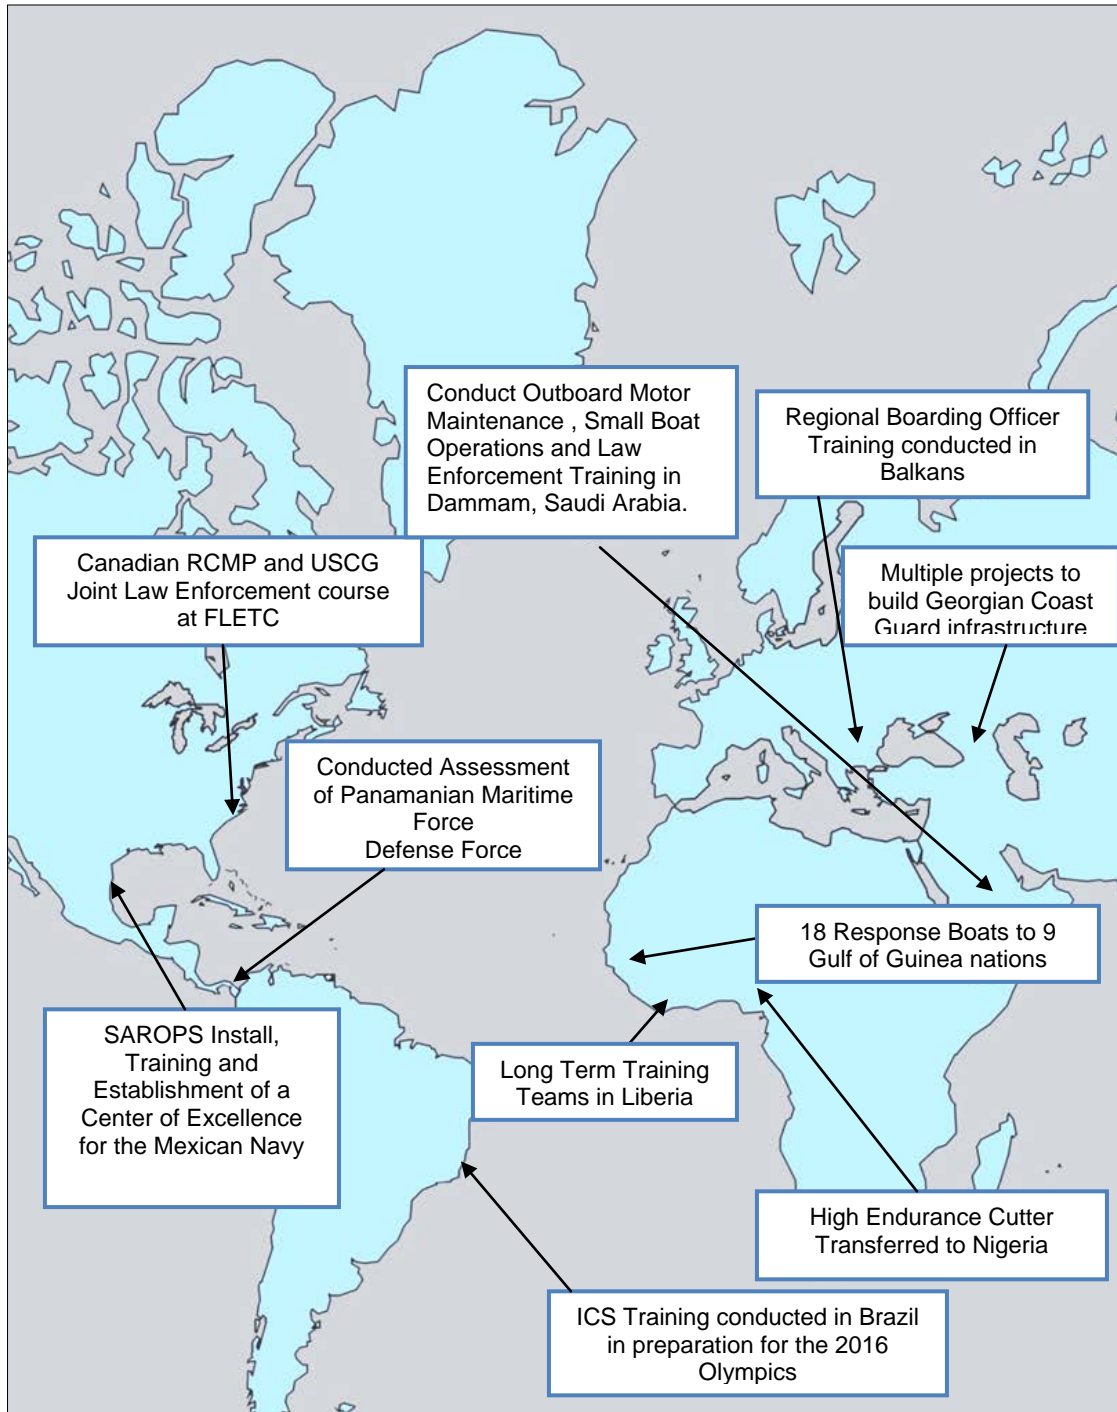 Conduct Outboard Motor
Maintenance , Small Boat
Operations and Law
Enforcement Training in
Dammam, Saudi Arabia.
Regional Boarding Officer
Training conducted in
Balkans
Canadian RCMP and USCG
Joint Law Enforcement course
at FLETC
Multiple projects to
build Georgian Coast
Guard infrastructure
Conducted Assessment
of Panamanian Maritime
Force
Defense Force
18 Response Boats to 9
Gulf of Guinea nations
SAROPS Install,
Training and
Establishment of a
Center of Excellence
for the Mexican Navy
Long Term Training
Teams in Liberia
High Endurance Cutter
Transferred to Nigeria
ICS Training conducted in Brazil
in preparation for the 2016
Olympics